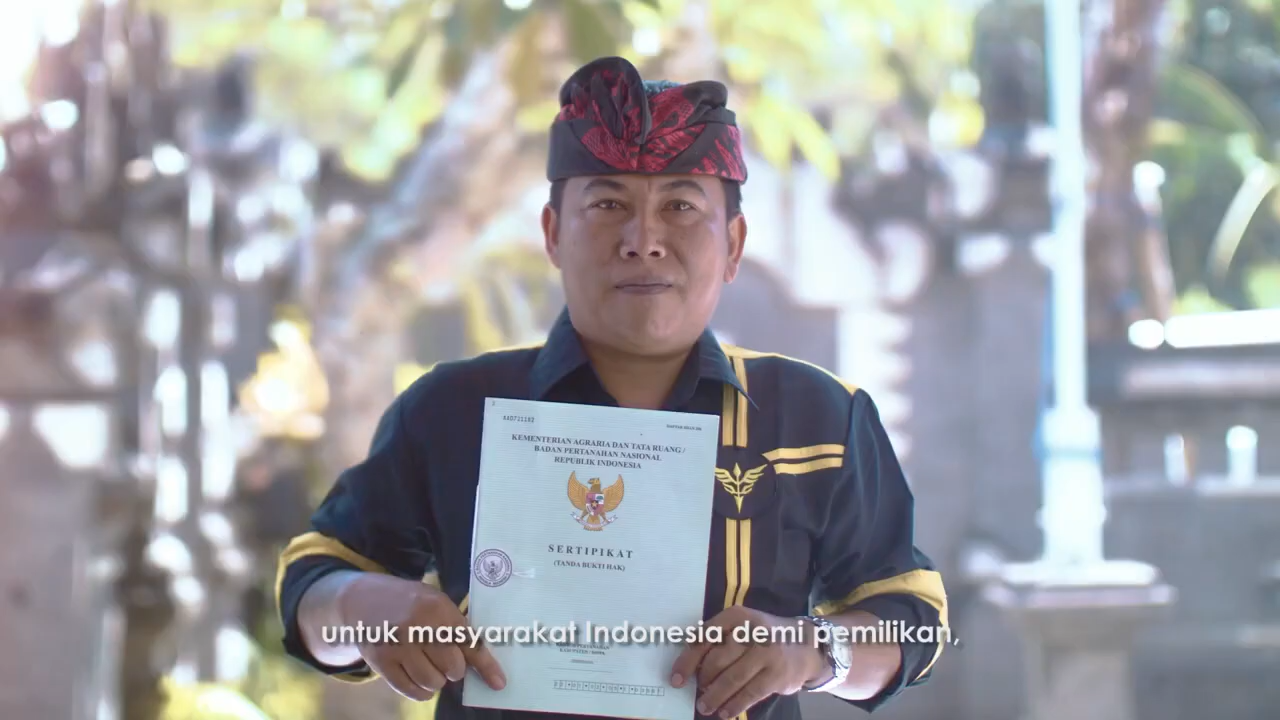 AAD711182
KEMENTERIAN AGRARIA DAN TATA RUANG /
BADAN PERTANAHAN NASIONAL
REPUBLIK INDONESIA
SERTIPIKAT
(TANDA BUKTI HAK)
untuk masyarakat Indonesia demi pemilikan,